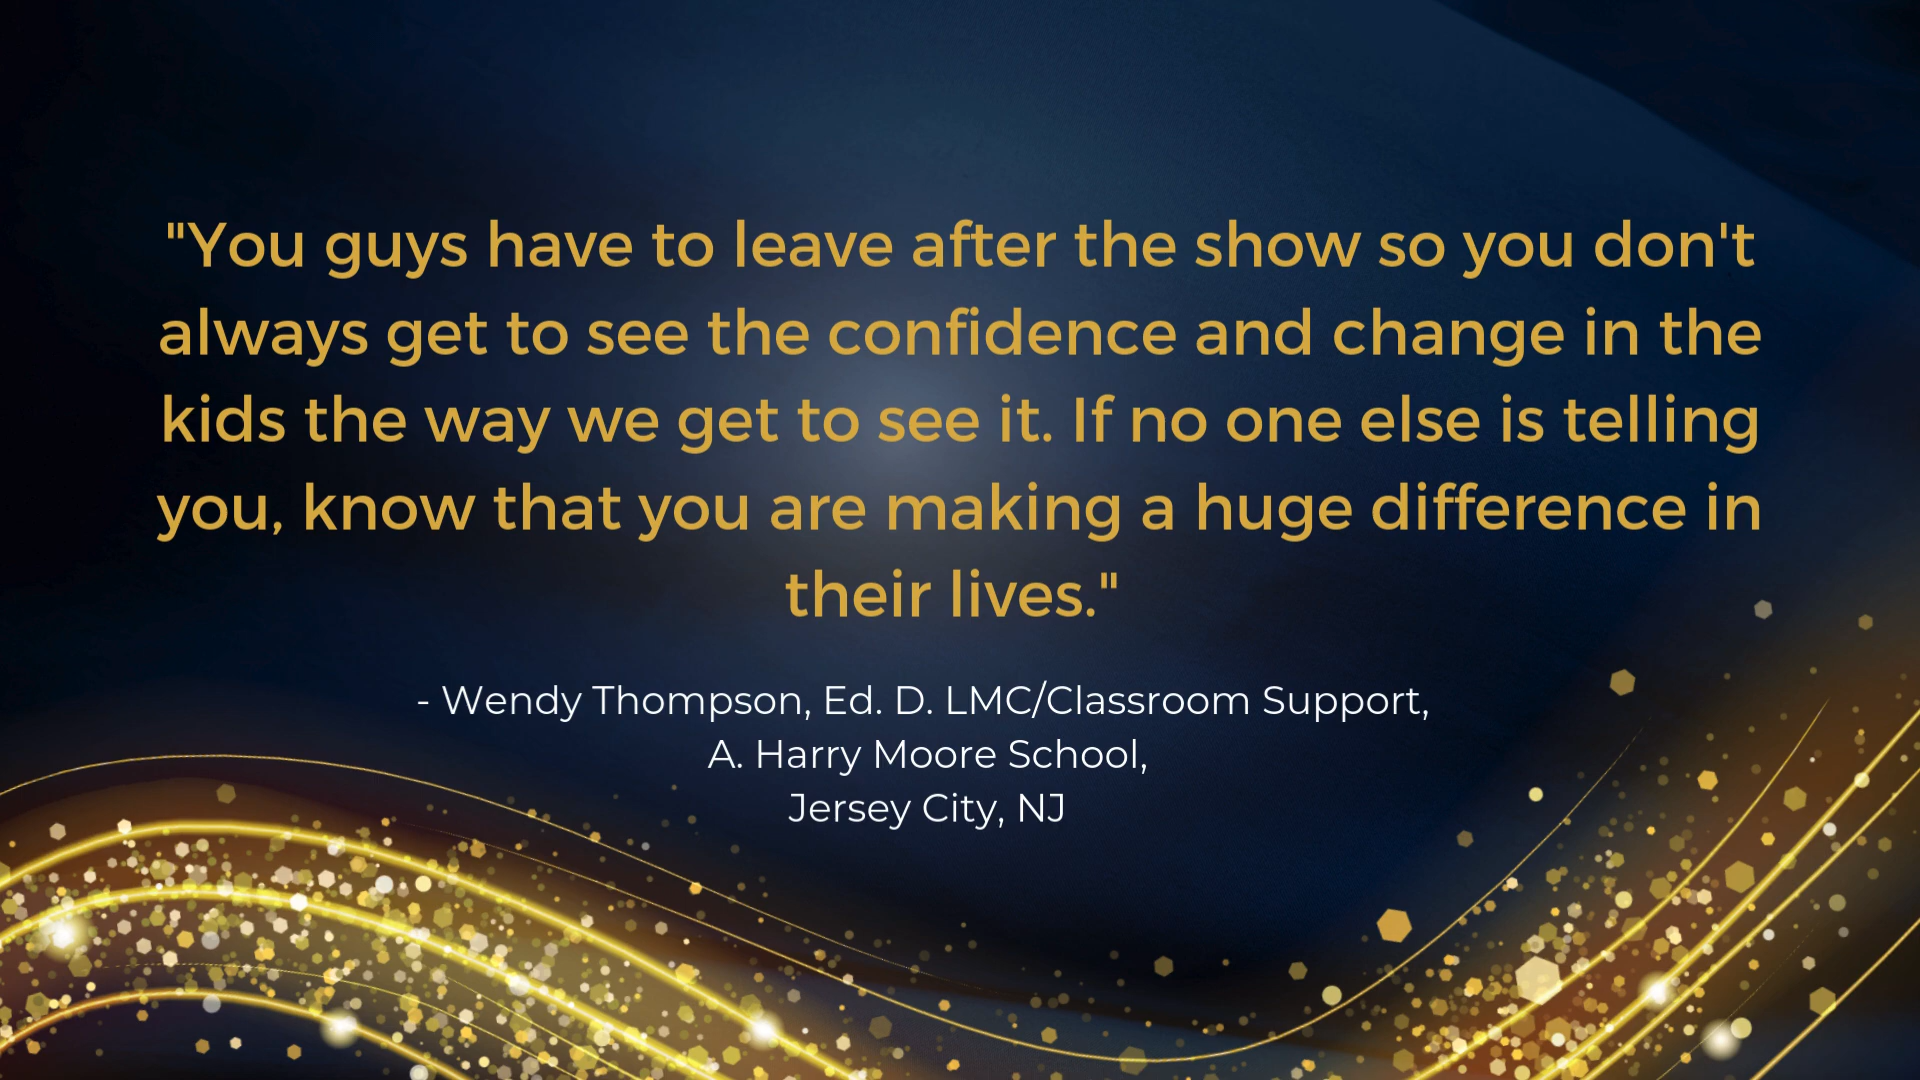 "You guys have to leave after the show so you don't
always get to see the confidence and change in the
kids the way we get to see it. If no one else is telling
you, know that you are making a huge difference in
their lives."
- Wendy Thompson, Ed. D. LMC/Classroom Support,
A. Harry Moore School,
Jersey City, NJ